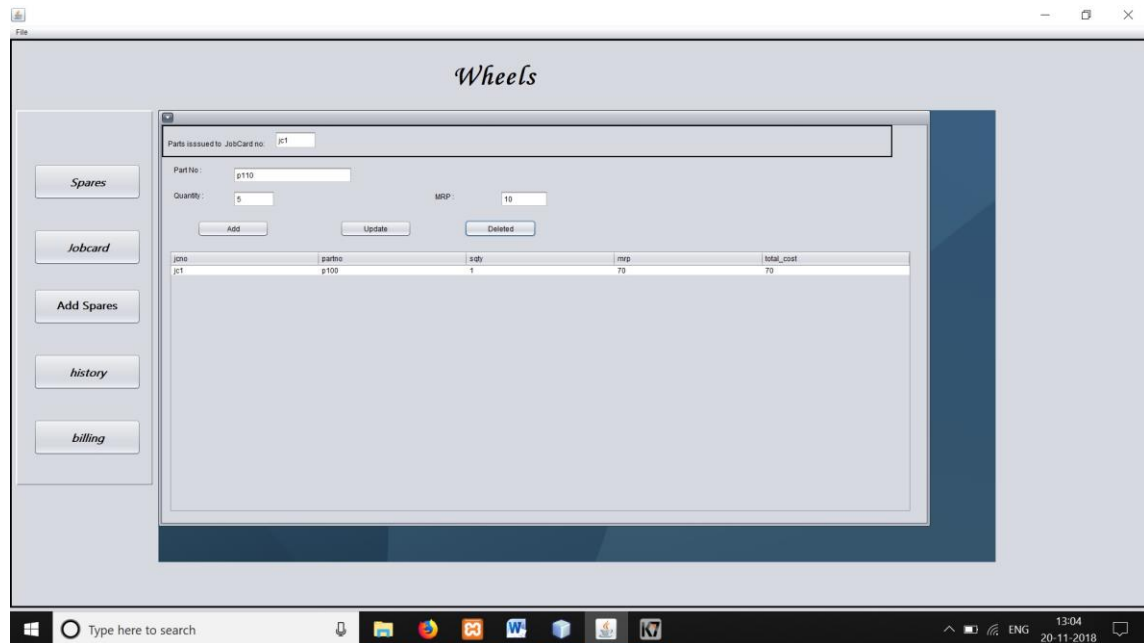 File
Wheels
Parts isssued to JobCard no: jc1
Part No : p110
Quantity : 5 MRP : 10
Add Update Deleted
jcno partno sqty mrp total_cost
jc1 p100 1 70 70
Spares
Jobcard
Add Spares
history
billing
Type here to search
W
K7
ENG
13:04
20-11-2018